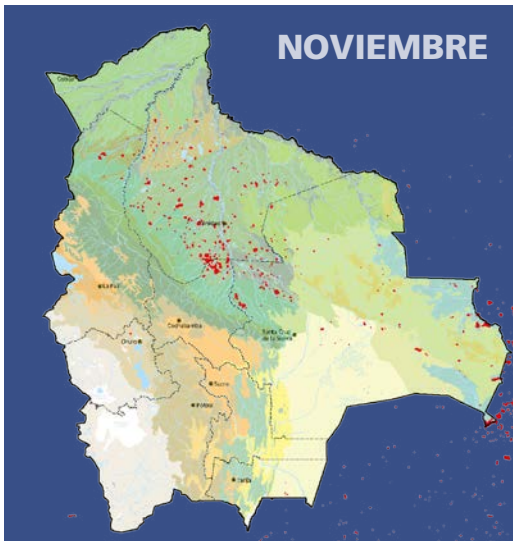 NOVIEMBRE
Cobija
Trinidad
La Paz
Cochabamba
Oruro
Santa Cruz
de la Sierra
Sucre
Potosí
Tarija